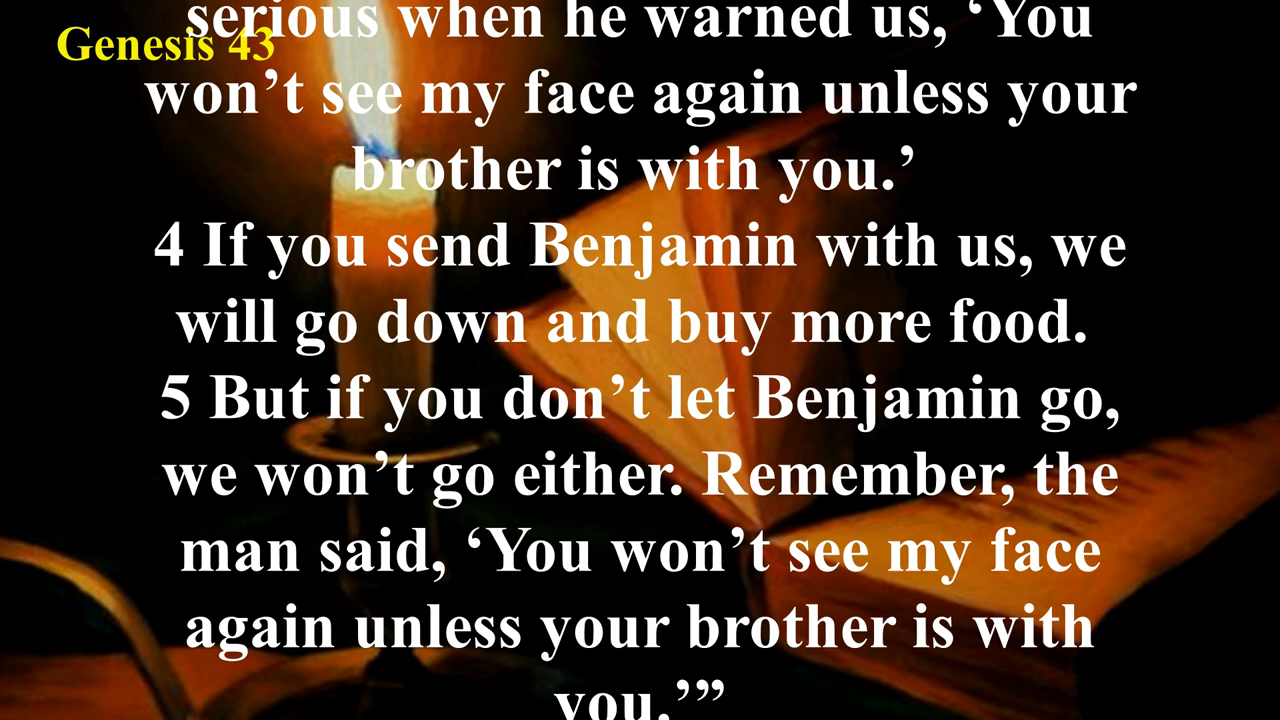 serious when he warned us, ‘You
Genesis 43
won’t see my face again unless your
brother is with you.’
4 If you send Benjamin with us, we
will go down and buy more food.
5 But if you don’t let Benjamin go,
we won’t go either. Remember, the
man said, ‘You won’t see my face
again unless your brother is with
you.’”